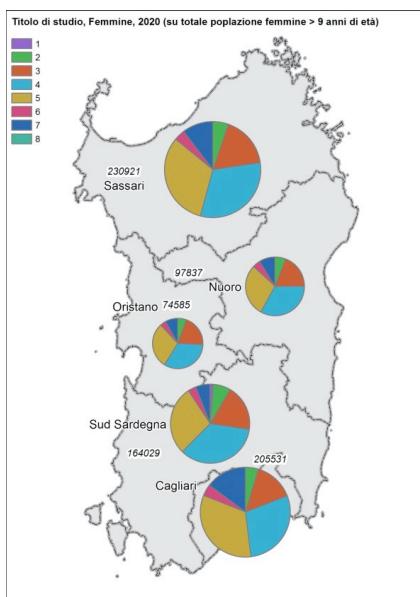 Titolo di studio, Femmine, 2020 (su totale poplazione femmine > 9 anni di età)
1
2
3
4
5
6
7
8
230921
Sassari
97837
Nuoro
Oristano 74585
Sud Sardegna
164029
205531
Cagliari